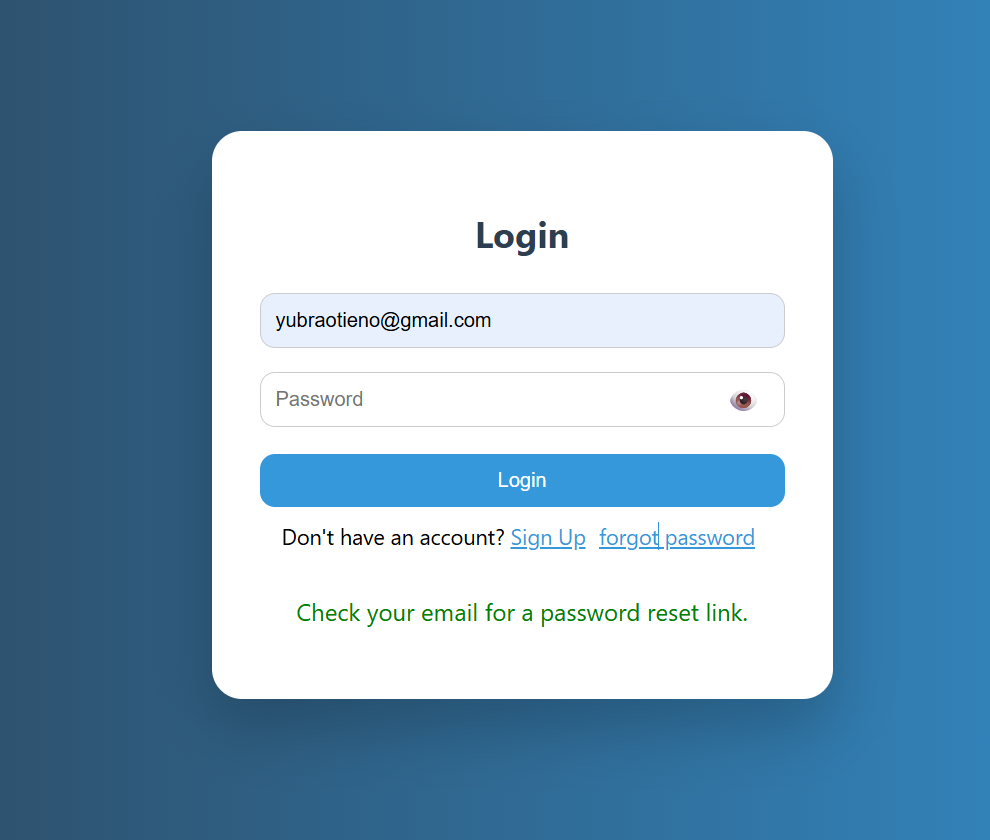 Login
yubraotieno@gmail.com
Password
Login
Don't have an account? Sign Up forgot password
Check your email for a password reset link.